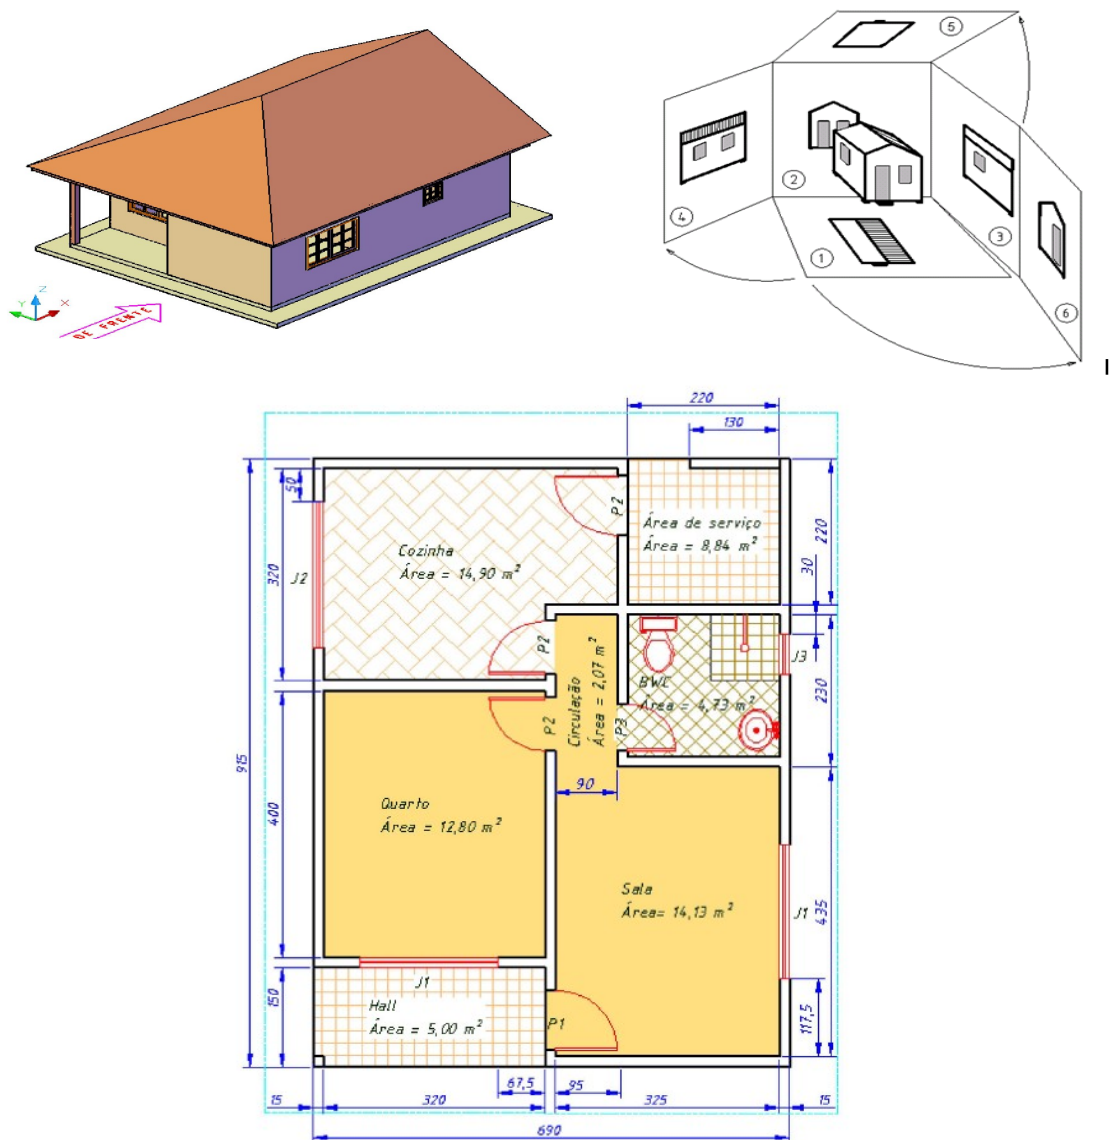 Z
Y
X
DE FRENTE
5
2
4
3
1
6
I
220
130
50
P2
Área de serviço
Área = 8,84 m²
220
Cozinha
Área = 14,90 m²
320
J2
30
P2
J3
Circulação
Área = 2,07 m²
BWC
Área = 4,73 m²
230
P2
P3
915
90
400
Quarto
Área = 12,80 m²
Sala
Área= 14,13 m²
J1
435
J1
150
Hall
Área = 5,00 m²
P1
117,5
67,5
95
15
320
325
15
690